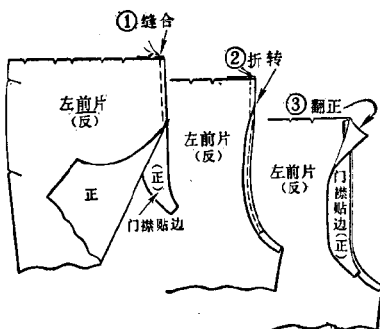 ①缝合
左前片
(反)
正
(正)
门襟贴边
②折转
左前片
(反)
③翻正
左前片
(反)
门襟贴边(正)